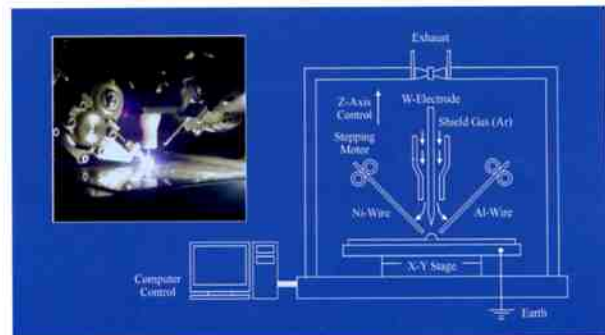 Exhaust
Z-Axis
Control
W-Electrode
Shield Gas (Ar)
Stepping
Motor
Ni-Wire
Al-Wire
X-Y Stage
Computer
Control
Earth